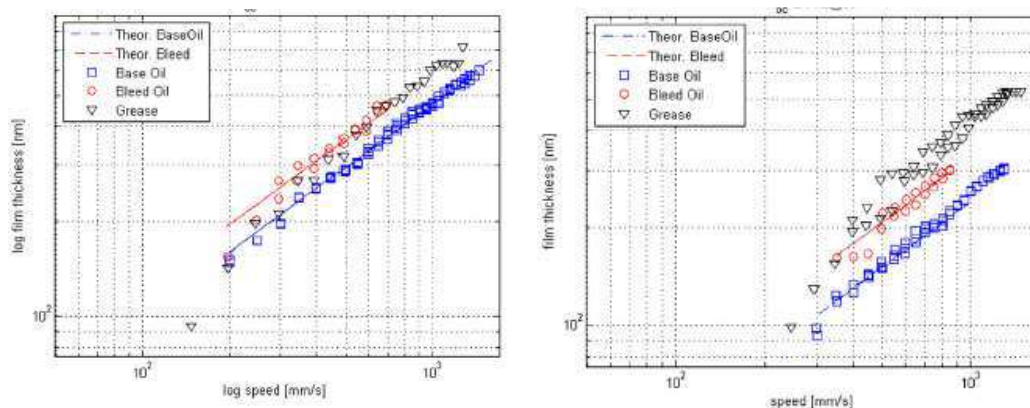 Theor. BaseOil
Theor. Bleed
Base Oil
Bleed Oil
Grease
log film thickness [nm]
10²
10²
10³
log speed [mm/s]
Theor. BaseOil
Theor. Bleed
Base Oil
Bleed Oil
Grease
film thickness [nm]
10²
10²
10³
speed [mm/s]